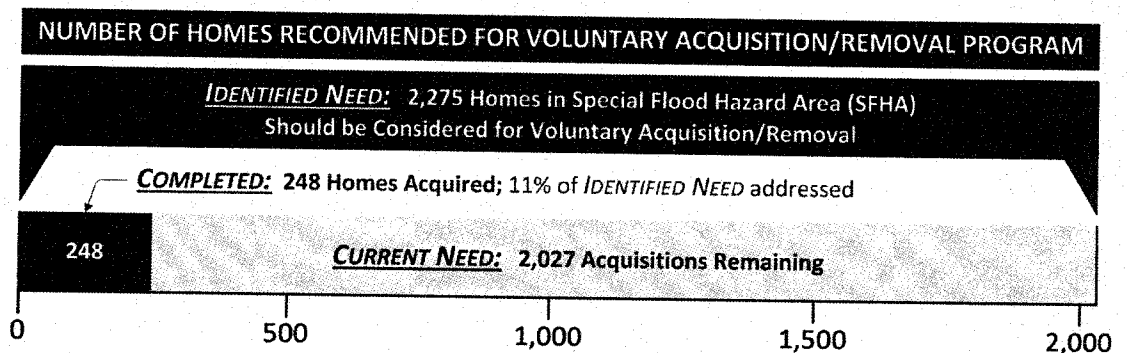 NUMBER OF HOMES RECOMMENDED FOR VOLUNTARY ACQUISITION/REMOVAL PROGRAM
IDENTIFIED NEED: 2,275 Homes in Special Flood Hazard Area (SFHA)
Should be Considered for Voluntary Acquisition/Removal
COMPLETED: 248 Homes Acquired; 11% of IDENTIFIED NEED addressed
248
CURRENT NEED: 2,027 Acquisitions Remaining
0 500 1,000 1,500 2,000